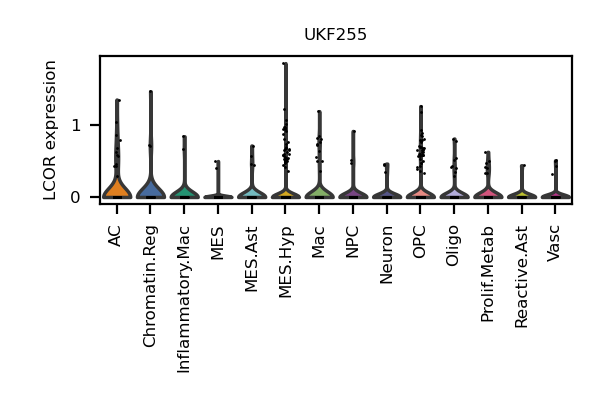 UKF255
LCOR expression
1
0
AC
Chromatin.Reg
Inflammatory.Mac
MES
MES.Ast
MES.Hyp
Mac
NPC
Neuron
OPC
Oligo
Prolif.Metab
Reactive.Ast
Vasc